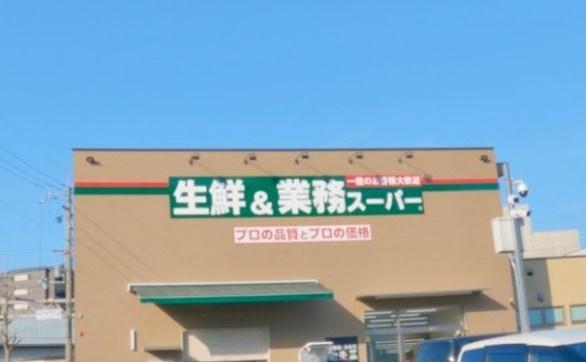 一般のお客様大歓迎
生鮮&業務スーパー
プロの品質とプロの価格